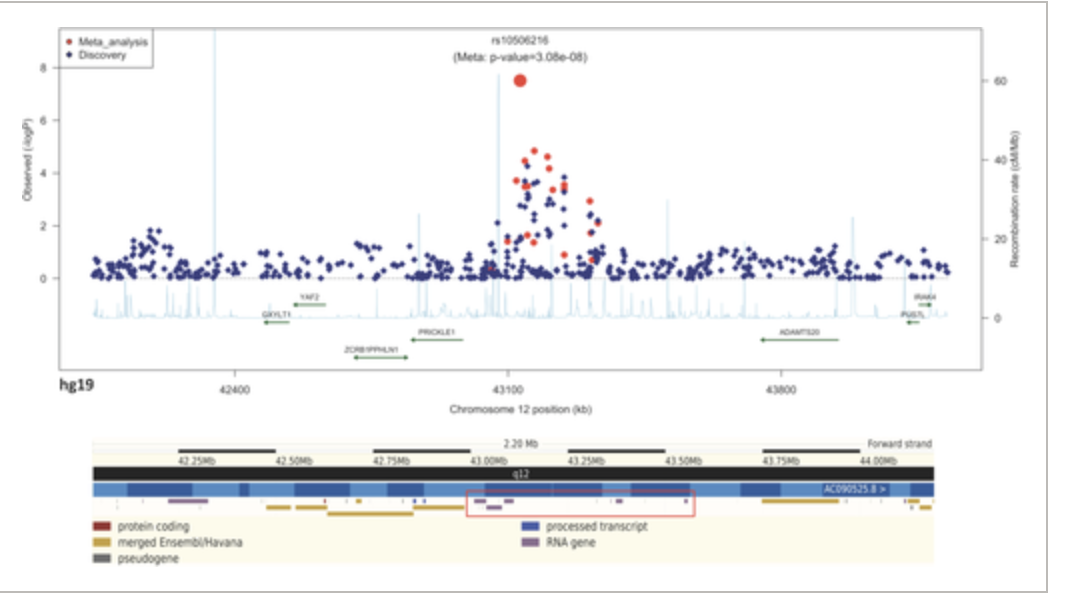 Meta_analysis
Discovery
rs10506216
(Meta: p-value=3.08e-08)
8
6
4
2
0
Observed (-logP)
60
40
20
0
Recombination rate (cM/Mb)
YAF2
GXYLT1
ZCRB1PPHLN1
PRICKLE1
ADAMTS20
IRAK4
PUS7L
hg19
42400
43100
43800
Chromosome 12 position (kb)
2.20 Mb
Forward strand
42.25Mb
42.50Mb
42.75Mb
43.00Mb
43.25Mb
43.50Mb
43.75Mb
44.00Mb
q12
AC090525.8 >
protein coding
merged Ensembl/Havana
pseudogene
processed transcript
RNA gene